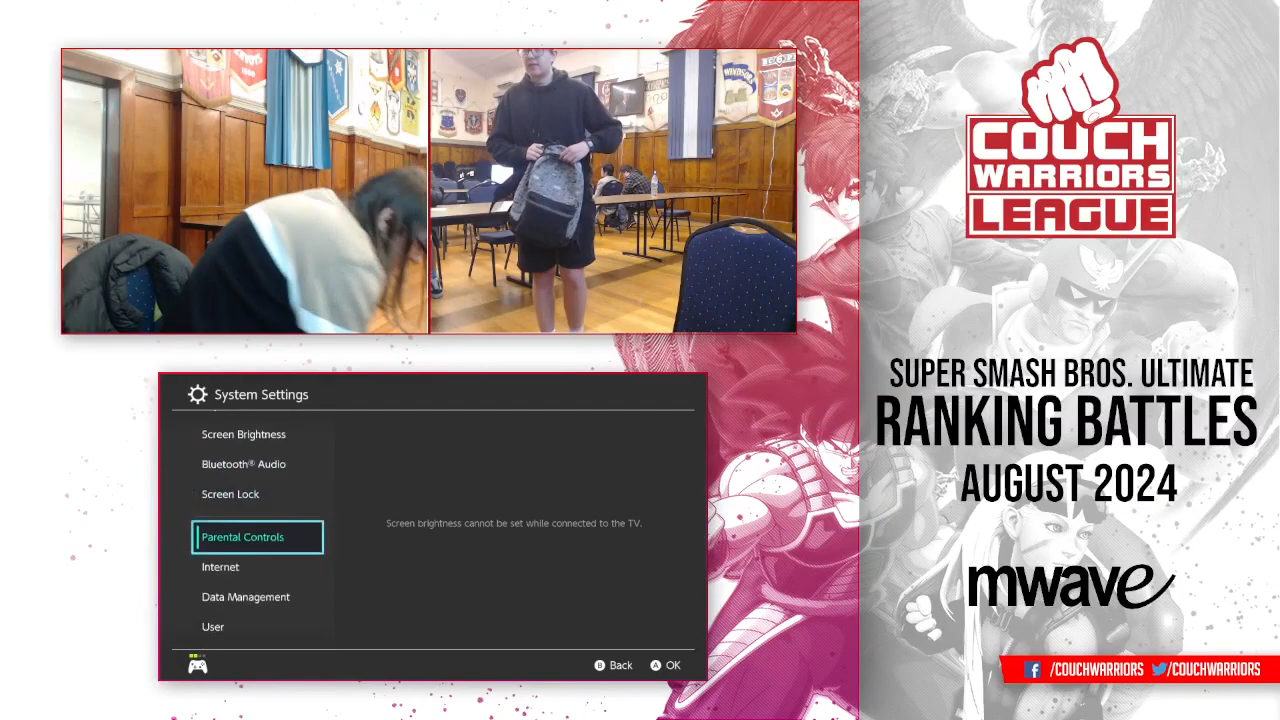 COUCH
WARRIORS
LEAGUE
SUPER SMASH BROS. ULTIMATE
RANKING BATTLES
AUGUST 2024
mwave
/COUCHWARRIORS /COUCHWARRIORS
System Settings
Screen Brightness
Bluetooth® Audio
Screen Lock
Parental Controls
Internet
Data Management
User
Screen brightness cannot be set while connected to the TV.
B Back A OK
WINDSOR